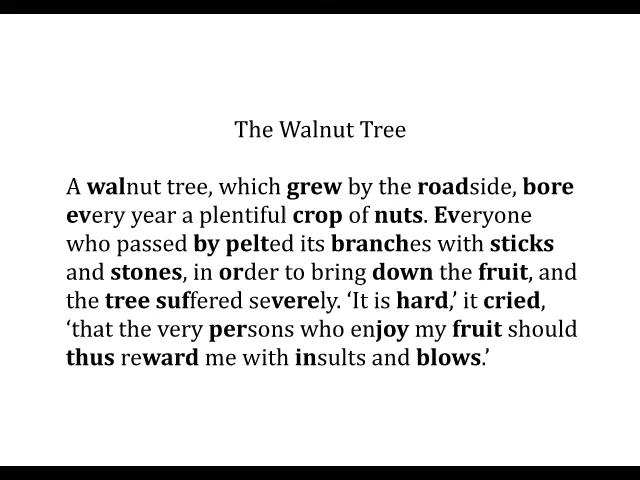 The Walnut Tree
A walnut tree, which grew by the roadside, bore
every year a plentiful crop of nuts. Everyone
who passed by pelted its branches with sticks
and stones, in order to bring down the fruit, and
the tree suffered severely. ‘It is hard,’ it cried,
‘that the very persons who enjoy my fruit should
thus reward me with insults and blows.’